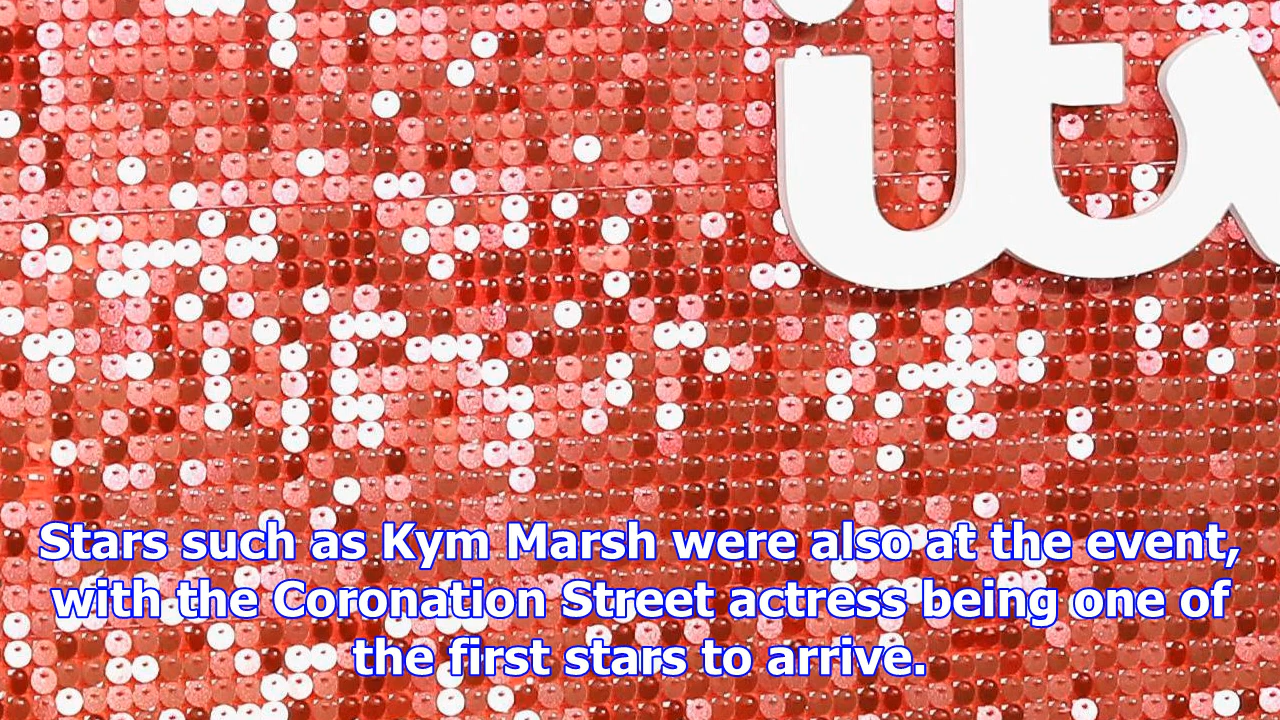 itv
Stars such as Kym Marsh were also at the event,
with the Coronation Street actress being one of
the first stars to arrive.